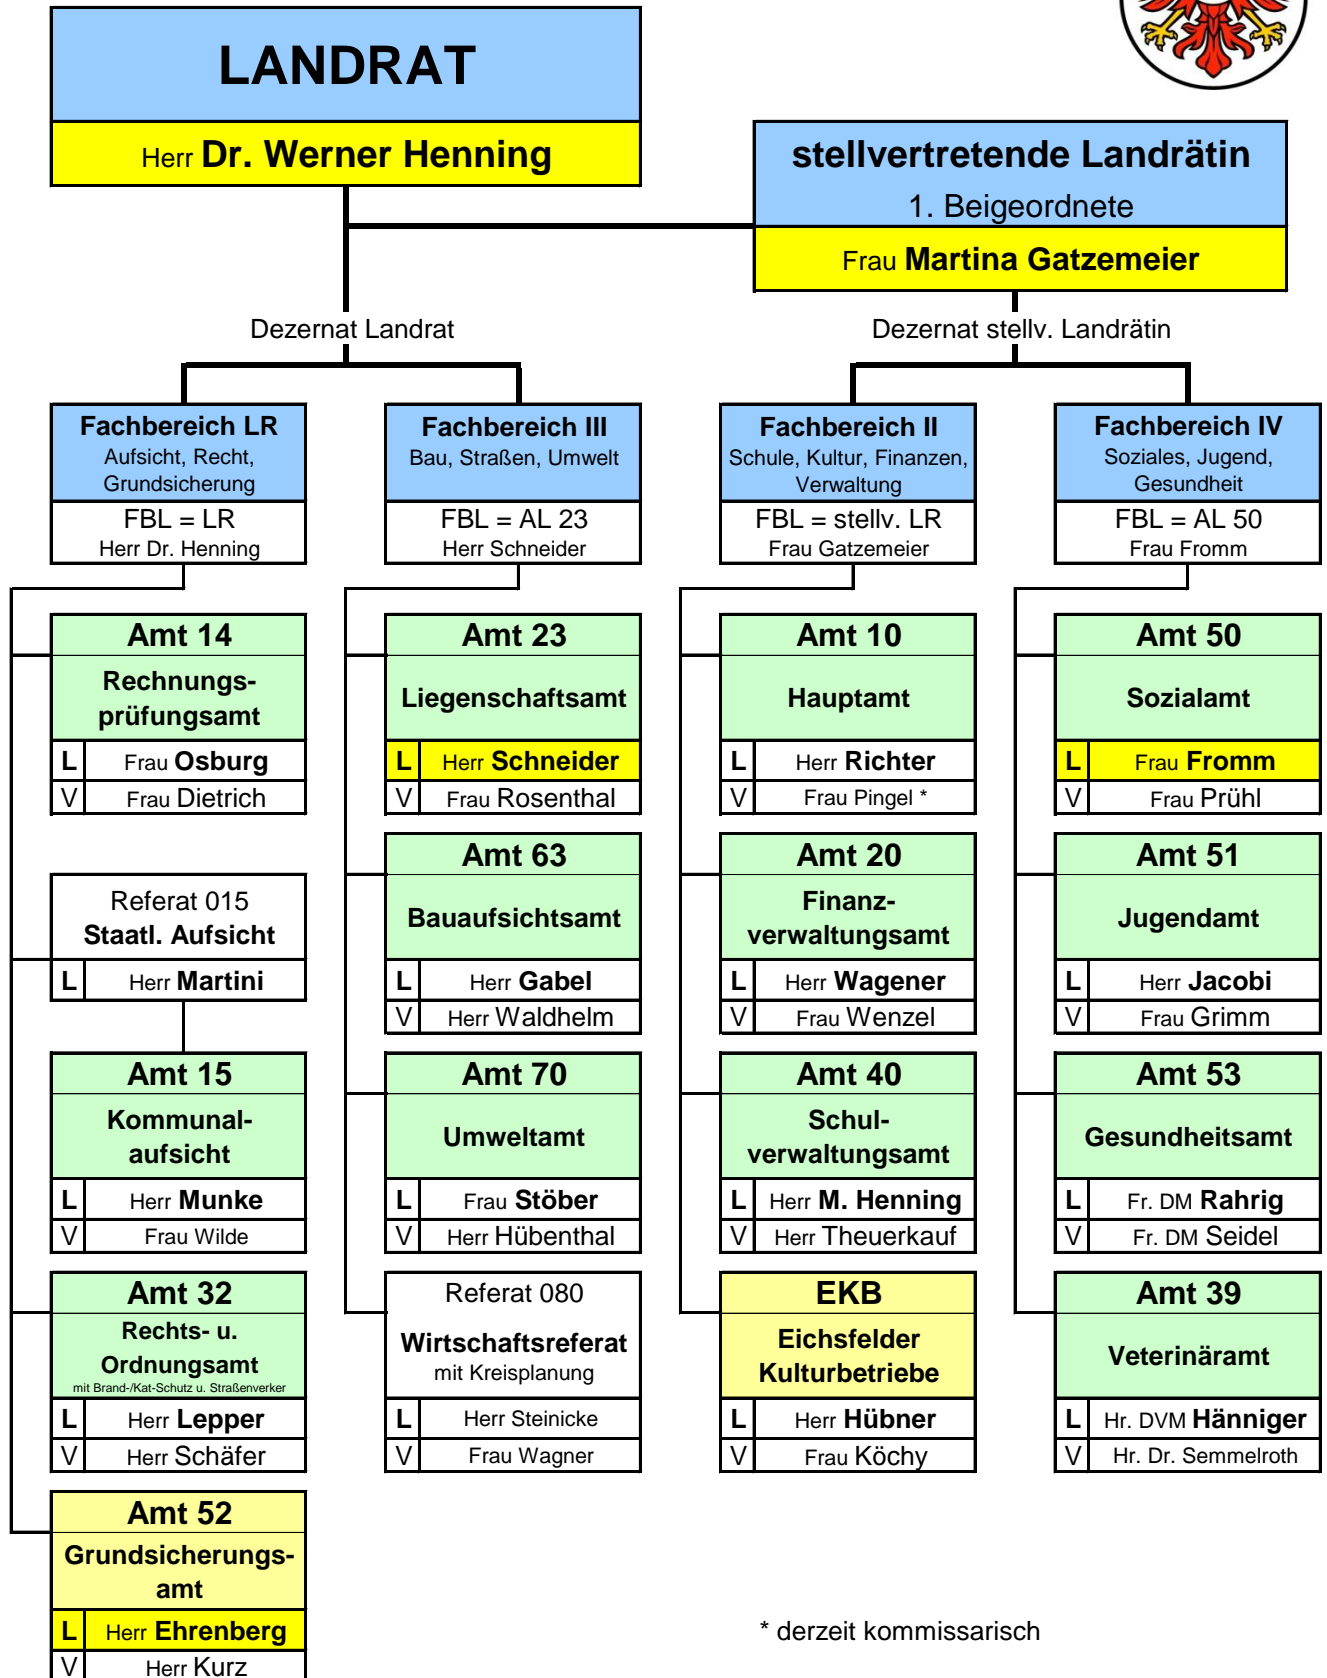 LANDRAT
Herr Dr. Werner Henning
stellvertretende Landrätin
1. Beigeordnete
Frau Martina Gatzemeier
Dezernat Landrat
Dezernat stellv. Landrätin
Fachbereich LR
Aufsicht, Recht,
Grundsicherung
FBL = LR
Herr Dr. Henning
Fachbereich III
Bau, Straßen, Umwelt
FBL = AL 23
Herr Schneider
Fachbereich II
Schule, Kultur, Finanzen,
Verwaltung
FBL = stellv. LR
Frau Gatzemeier
Fachbereich IV
Soziales, Jugend,
Gesundheit
FBL = AL 50
Frau Fromm
Amt 14
Rechnungs-
prüfungsamt
L Frau Osburg
V Frau Dietrich
Referat 015
Staatl. Aufsicht
L Herr Martini
Amt 15
Kommunal-
aufsicht
L Herr Munke
V Frau Wilde
Amt 32
Rechts- u.
Ordnungsamt
mit Brand-/Kat-Schutz u. Straßenverker
L Herr Lepper
V Herr Schäfer
Amt 52
Grundsicherungs-
amt
L Herr Ehrenberg
V Herr Kurz
Amt 23
Liegenschaftsamt
L Herr Schneider
V Frau Rosenthal
Amt 63
Bauaufsichtsamt
L Herr Gabel
V Herr Waldhelm
Amt 70
Umweltamt
L Frau Stöber
V Herr Hübenthal
Referat 080
Wirtschaftsreferat
mit Kreisplanung
L Herr Steinicke
V Frau Wagner
Amt 10
Hauptamt
L Herr Richter
V Frau Pingel *
Amt 20
Finanz-
verwaltungsamt
L Herr Wagener
V Frau Wenzel
Amt 40
Schul-
verwaltungsamt
L Herr M. Henning
V Herr Theuerkauf
EKB
Eichsfelder
Kulturbetriebe
L Herr Hübner
V Frau Köchy
Amt 50
Sozialamt
L Frau Fromm
V Frau Prühl
Amt 51
Jugendamt
L Herr Jacobi
V Frau Grimm
Amt 53
Gesundheitsamt
L Fr. DM Rahrig
V Fr. DM Seidel
Amt 39
Veterinäramt
L Hr. DVM Hänniger
V Hr. Dr. Semmelroth
* derzeit kommissarisch